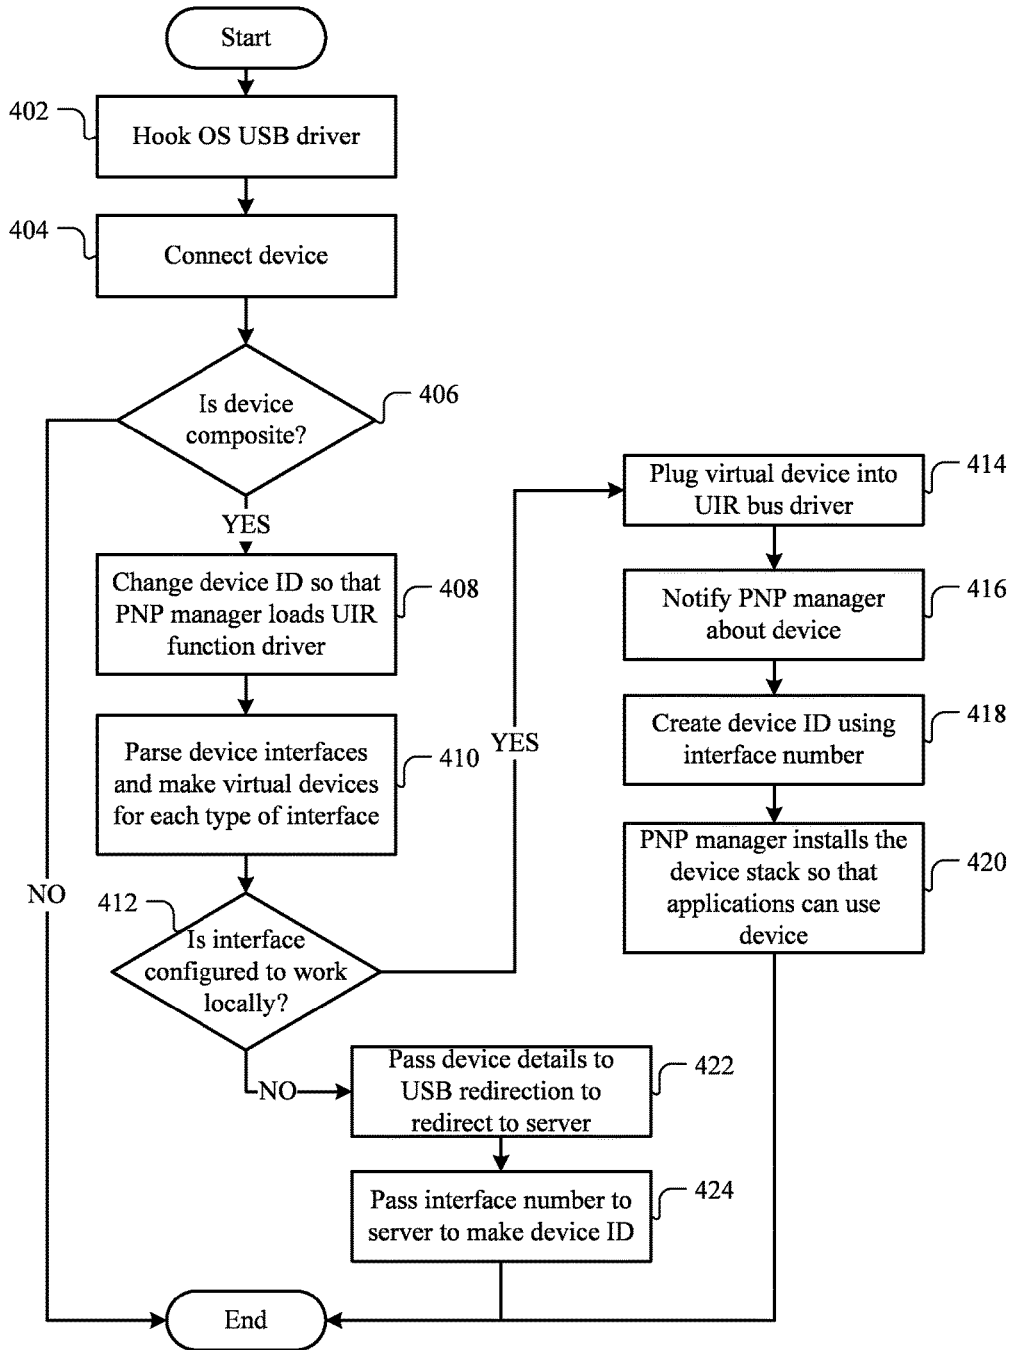 Start
402
Hook OS USB driver
404
Connect device
406
Is device
composite?
YES
408
Change device ID so that
PNP manager loads UIR
function driver
410
Parse device interfaces
and make virtual devices
for each type of interface
NO
412
Is interface
configured to work
locally?
YES
414
Plug virtual device into
UIR bus driver
416
Notify PNP manager
about device
418
Create device ID using
interface number
420
PNP manager installs the
device stack so that
applications can use
device
NO
422
Pass device details to
USB redirection to
redirect to server
424
Pass interface number to
server to make device ID
End